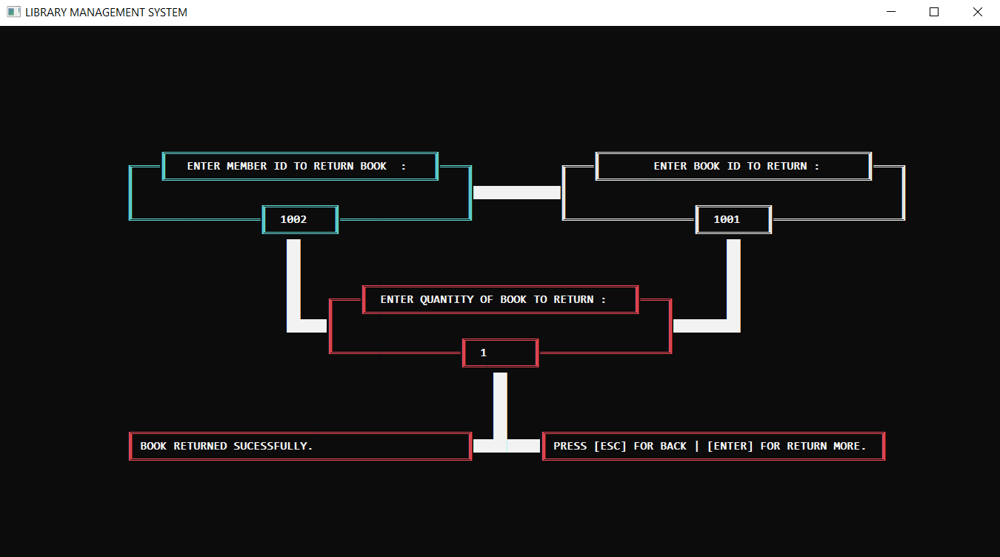 LIBRARY MANAGEMENT SYSTEM
ENTER MEMBER ID TO RETURN BOOK  :
ENTER BOOK ID TO RETURN :
1002
1001
ENTER QUANTITY OF BOOK TO RETURN :
1
BOOK RETURNED SUCESSFULLY.
PRESS [ESC] FOR BACK | [ENTER] FOR RETURN MORE.